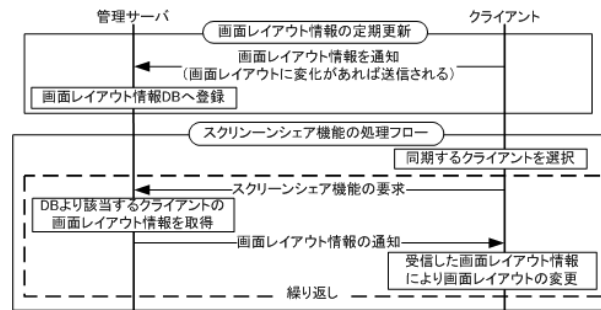 管理サーバ
クライアント
画面レイアウト情報の定期更新
画面レイアウト情報を通知
(画面レイアウトに変化があれば送信される)
画面レイアウト情報DBへ登録
スクリンーンシェア機能の処理フロー
同期するクライアントを選択
スクリーンシェア機能の要求
DBより該当するクライアントの
画面レイアウト情報を取得
画面レイアウト情報の通知
受信した画面レイアウト情報
により画面レイアウトの変更
繰り返し